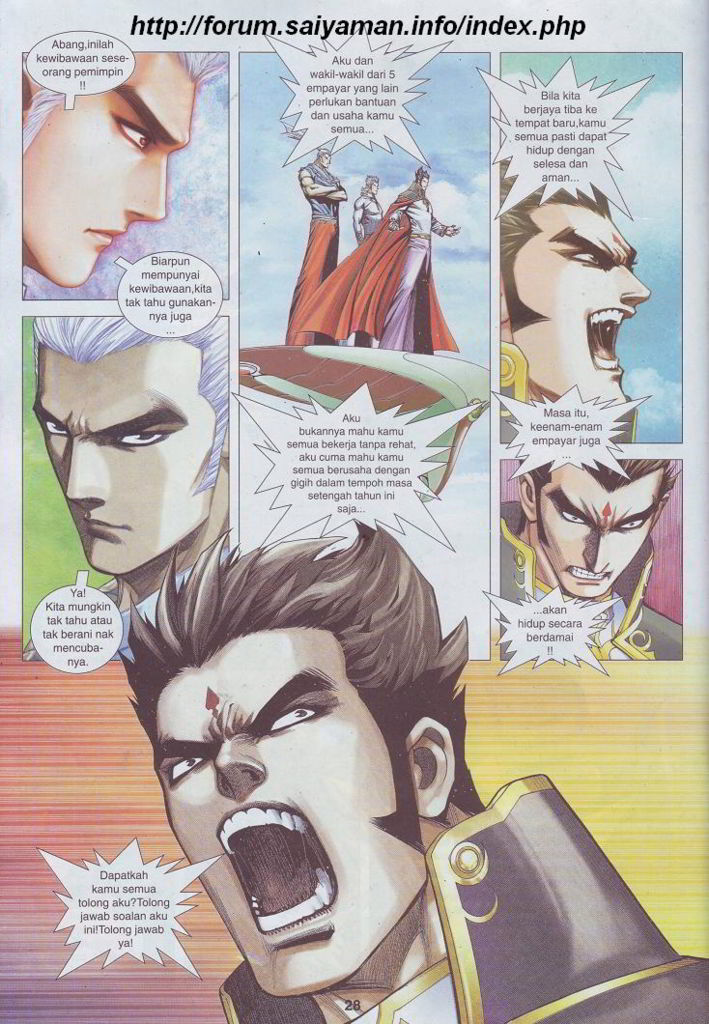 http://forum.saiyaman.info/index.php
Abang,inilah
kewibawaan sese-
orang pemimpin
!!
Biarpun
mempunyai
kewibawaan,kita
tak tahu gunakan-
nya juga
...
Ya!
Kita mungkin
tak tahu atau
tak berani nak
mencuba-
nya.
Aku dan
wakil-wakil dari 5
empayar yang lain
perlukan bantuan
dan usaha kamu
semua...
Aku
bukannya mahu kamu
semua bekerja tanpa rehat,
aku cuma mahu kamu
semua berusaha dengan
gigih dalam tempoh masa
setengah tahun ini
saja...
Bila kita
berjaya tiba ke
tempat baru,kamu
semua pasti dapat
hidup dengan
selesa dan
aman...
Masa itu,
keenam-enam
empayar juga
...
...akan
hidup secara
berdamai
!!
Dapatkah
kamu semua
tolong aku?Tolong
jawab soalan aku
ini!Tolong jawab
ya!
28